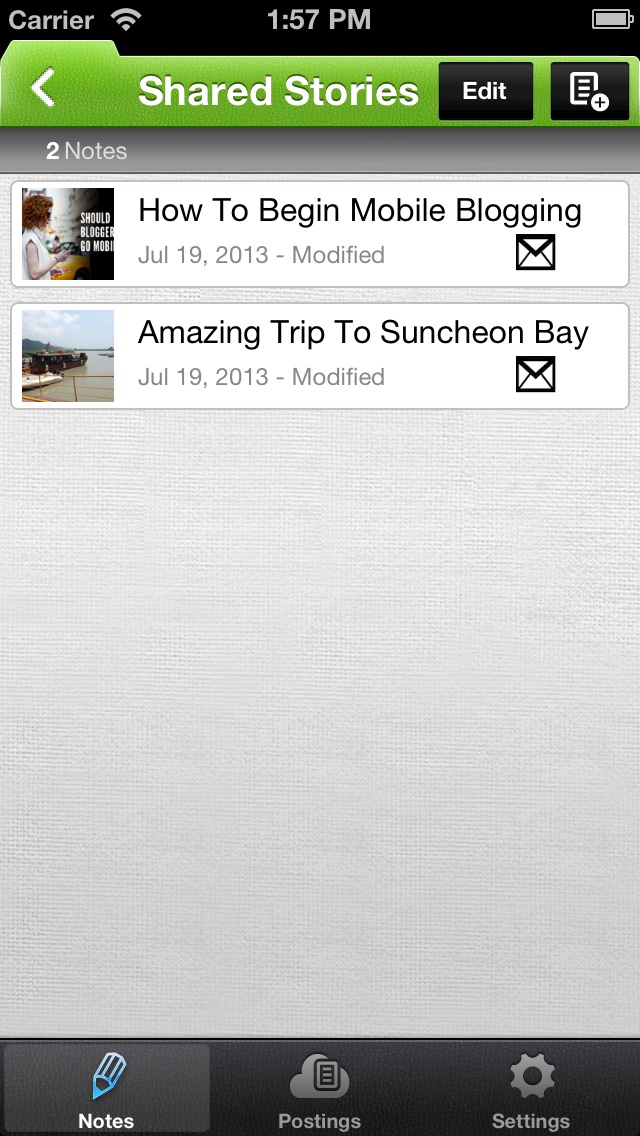 Carrier 1:57 PM
Shared Stories Edit
2 Notes
How To Begin Mobile Blogging
SHOULD
BLOGGER
GO MOBI
Jul 19, 2013 - Modified
Amazing Trip To Suncheon Bay
Jul 19, 2013 - Modified
Notes Postings Settings